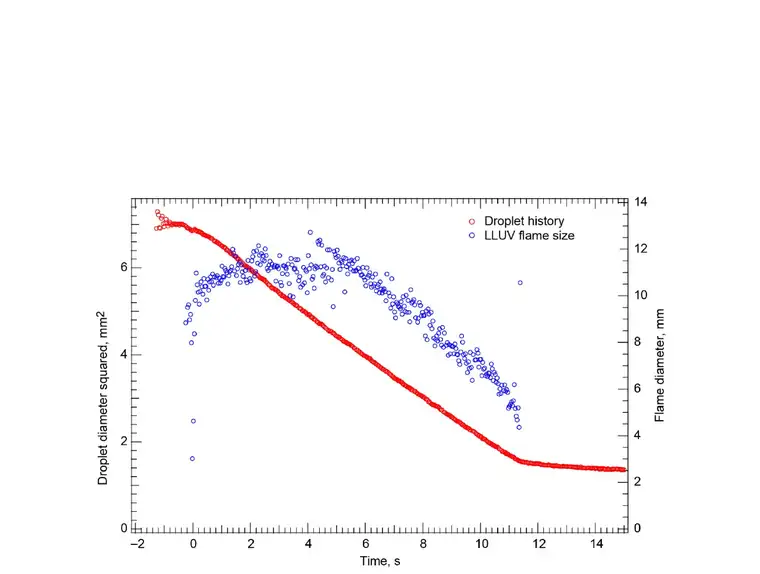 Droplet history
LLUV flame size
Droplet diameter squared, mm2
6
4
2
0
14
12
10
8
6
4
2
0
Flame diameter, mm
−2 0 2 4 6 8 10 12 14
Time, s